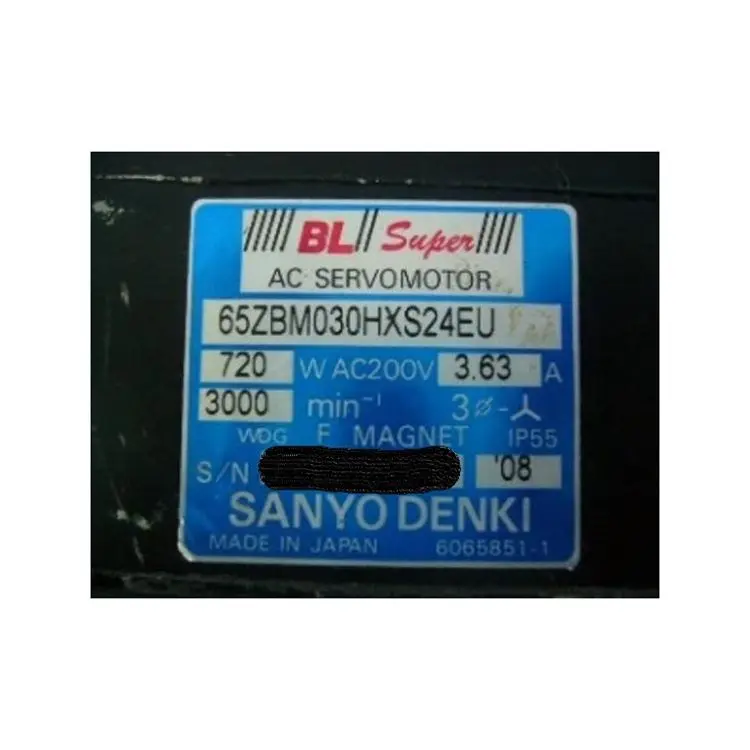 BL Super
AC SERVOMOTOR
65ZBM030HXS24EU
720 W AC200V 3.63 A
3000 min⁻¹ 3ø-⅄
WDG F MAGNET IP55
S/N '08
SANYO DENKI
MADE IN JAPAN 6065851-1